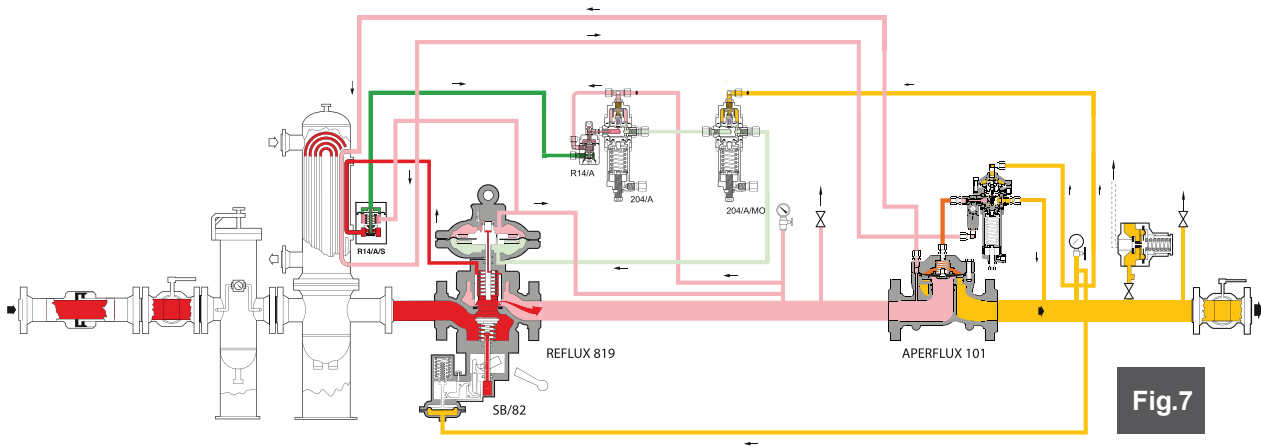 R14/A
204/A
204/A/MO
R14/A/S
REFLUX 819
APERFLUX 101
SB/82
Fig.7